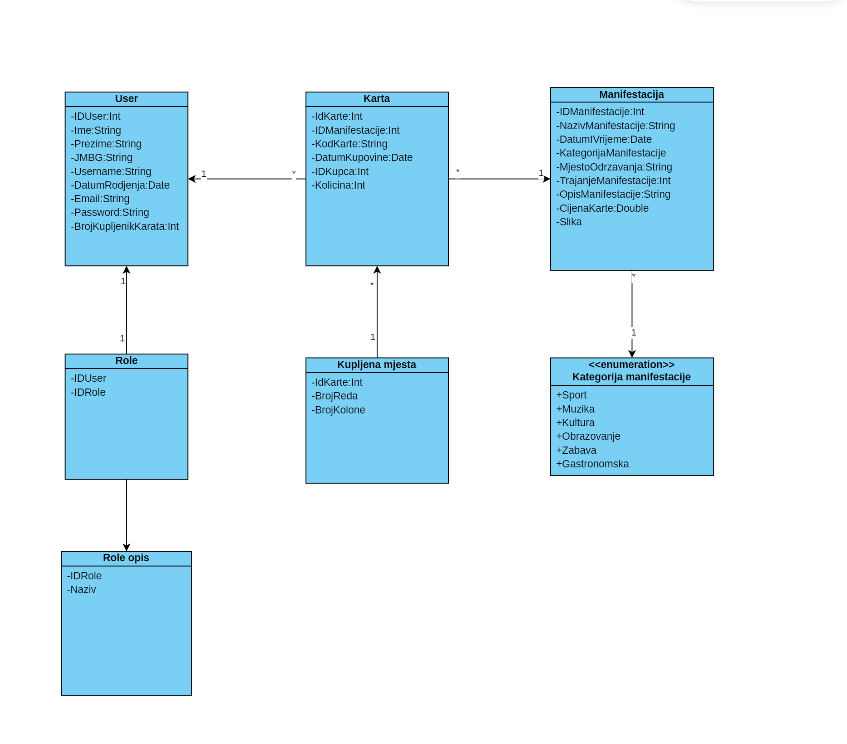 User
-IDUser:Int
-Ime:String
-Prezime:String
-JMBG:String
-Username:String
-DatumRodjenja:Date
-Email:String
-Password:String
-BrojKupljenikKarata:Int
1
*
Karta
-IdKarte:Int
-IDManifestacije:Int
-KodKarte:String
-DatumKupovine:Date
-IDKupca:Int
-Kolicina:Int
*
1
Manifestacija
-IDManifestacije:Int
-NazivManifestacije:String
-DatumIVrijeme:Date
-KategorijaManifestacije
-MjestoOdrzavanja:String
-TrajanjeManifestacije:Int
-OpisManifestacije:String
-CijenaKarte:Double
-Slika
1
1
*
1
*
1
Role
-IDUser
-IDRole
Kupljena mjesta
-IdKarte:Int
-BrojReda
-BrojKolone
<<enumeration>>
Kategorija manifestacije
+Sport
+Muzika
+Kultura
+Obrazovanje
+Zabava
+Gastronomska
Role opis
-IDRole
-Naziv